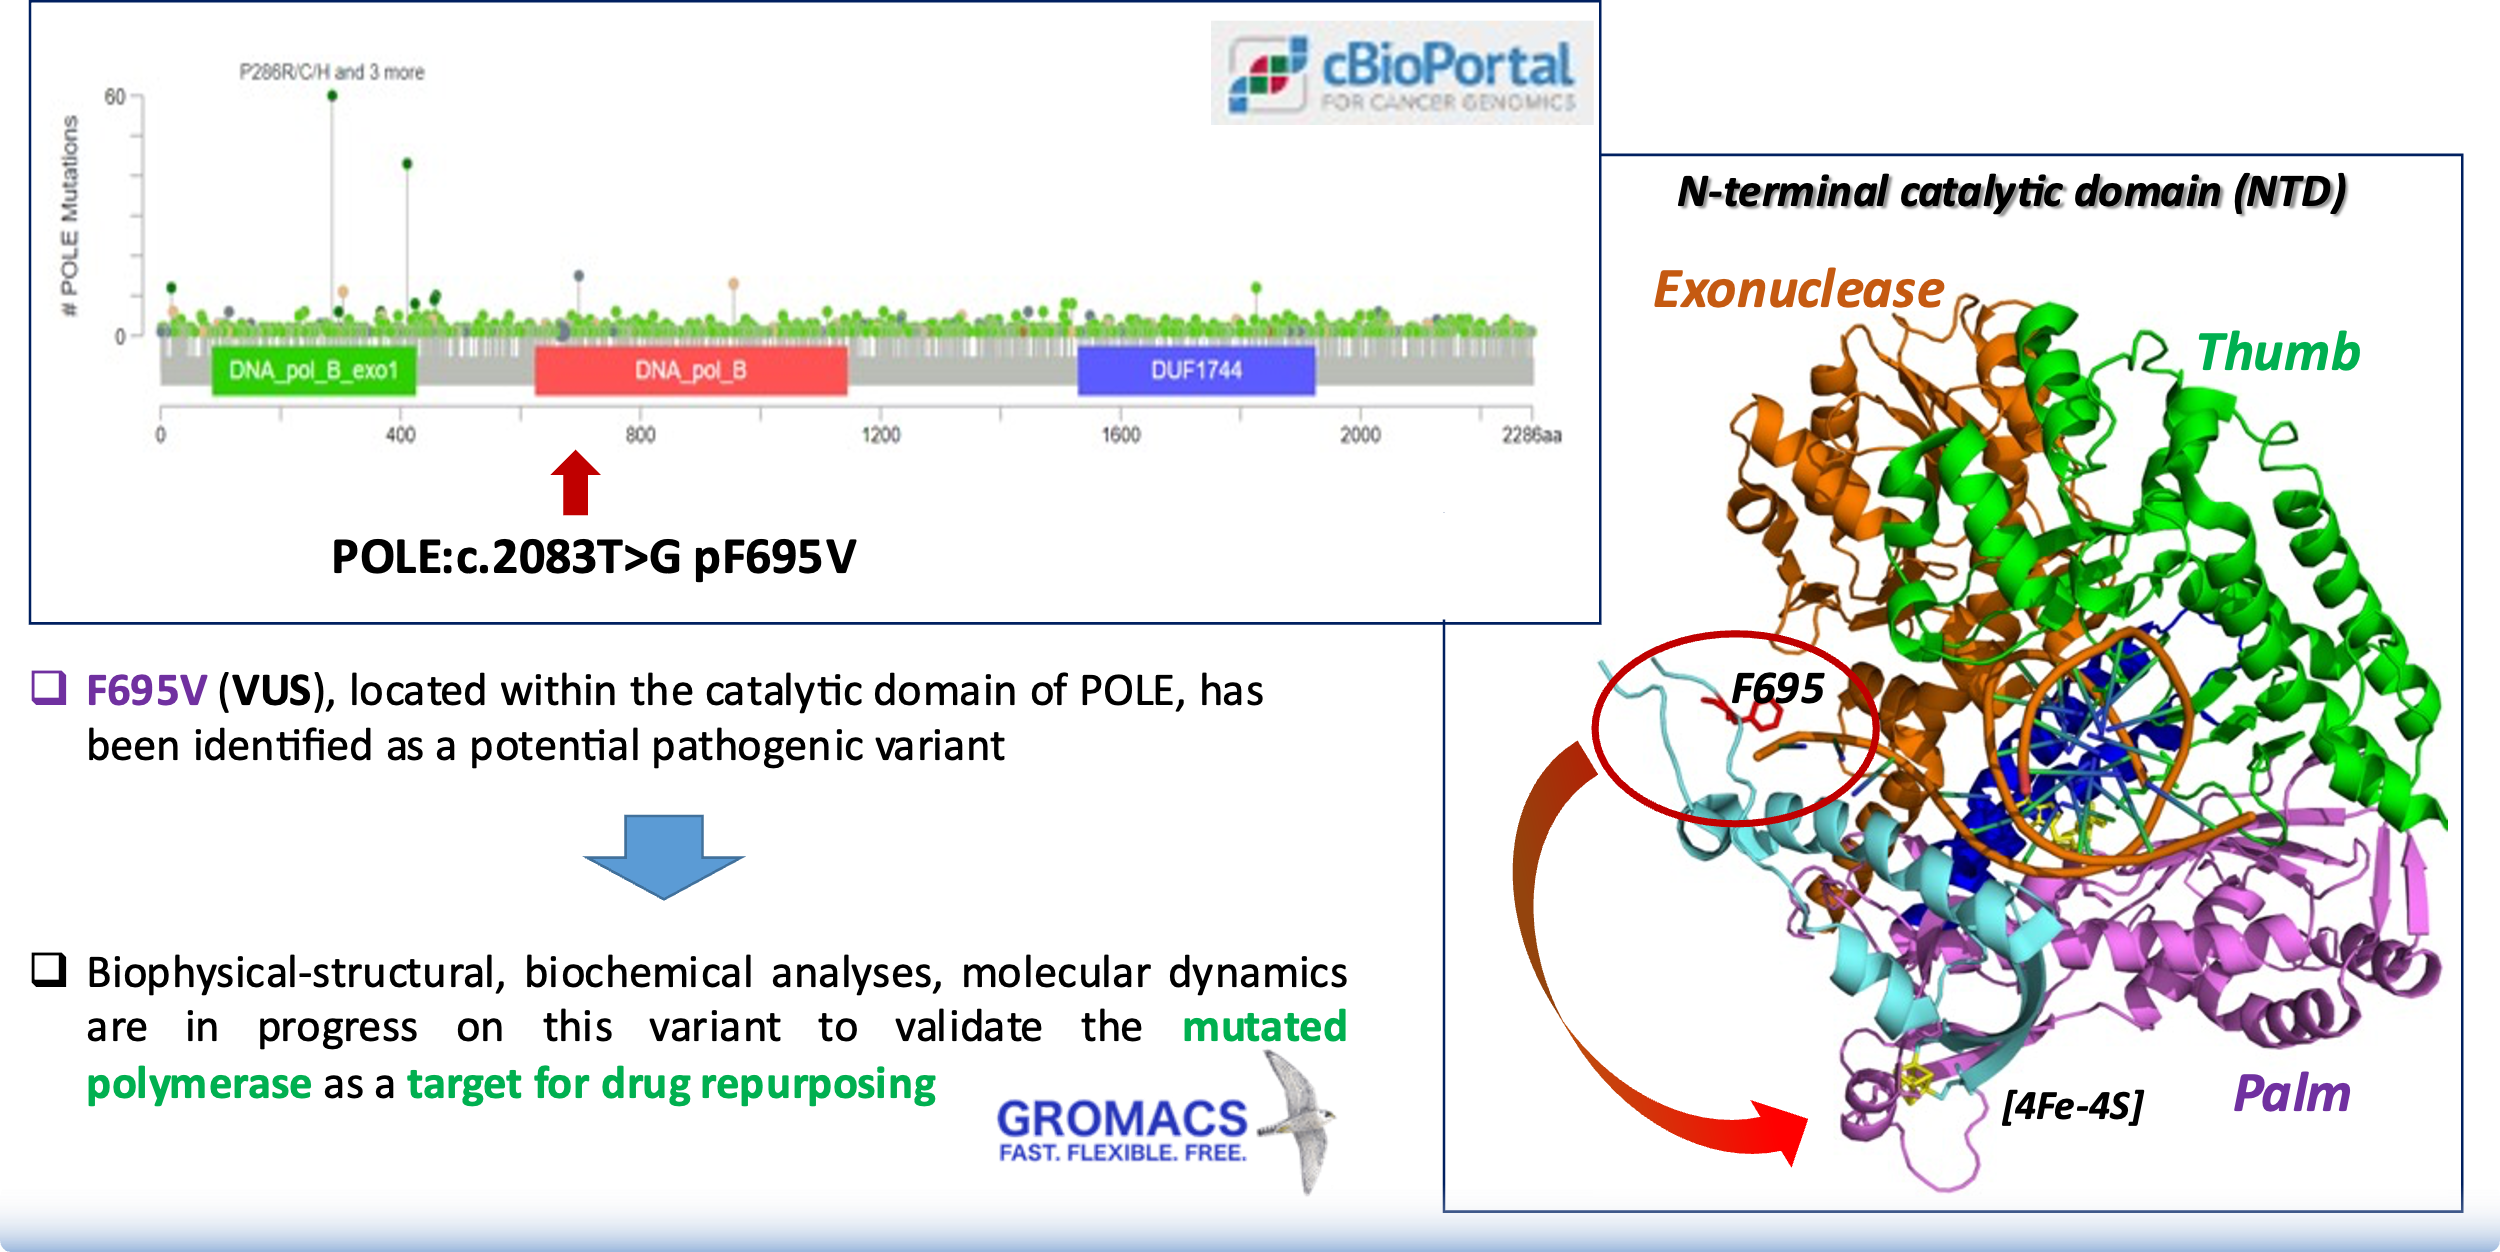 P286R/C/H and 3 more
60
# POLE Mutations
0
cBioPortal
FOR CANCER GENOMICS
DNA_pol_B_exo1
DNA_pol_B
DUF1744
0
400
800
1200
1600
2000
2286aa
POLE:c.2083T>G pF695V
F695V (VUS), located within the catalytic domain of POLE, has
been identified as a potential pathogenic variant
Biophysical-structural, biochemical analyses, molecular dynamics
are in progress on this variant to validate the mutated
polymerase as a target for drug repurposing
GROMACS
FAST. FLEXIBLE. FREE.
N-terminal catalytic domain (NTD)
Exonuclease
Thumb
F695
[4Fe-4S]
Palm